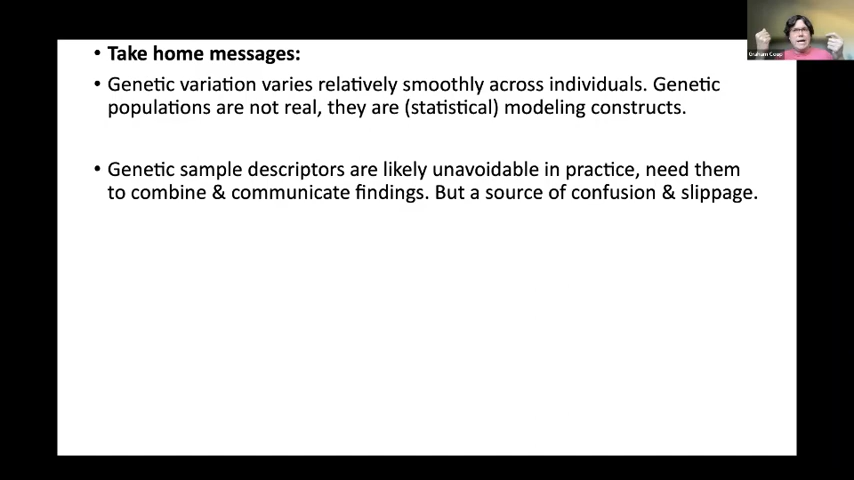 • Take home messages:
• Genetic variation varies relatively smoothly across individuals. Genetic
populations are not real, they are (statistical) modeling constructs.
• Genetic sample descriptors are likely unavoidable in practice, need them
to combine & communicate findings. But a source of confusion & slippage.
Graham Coop